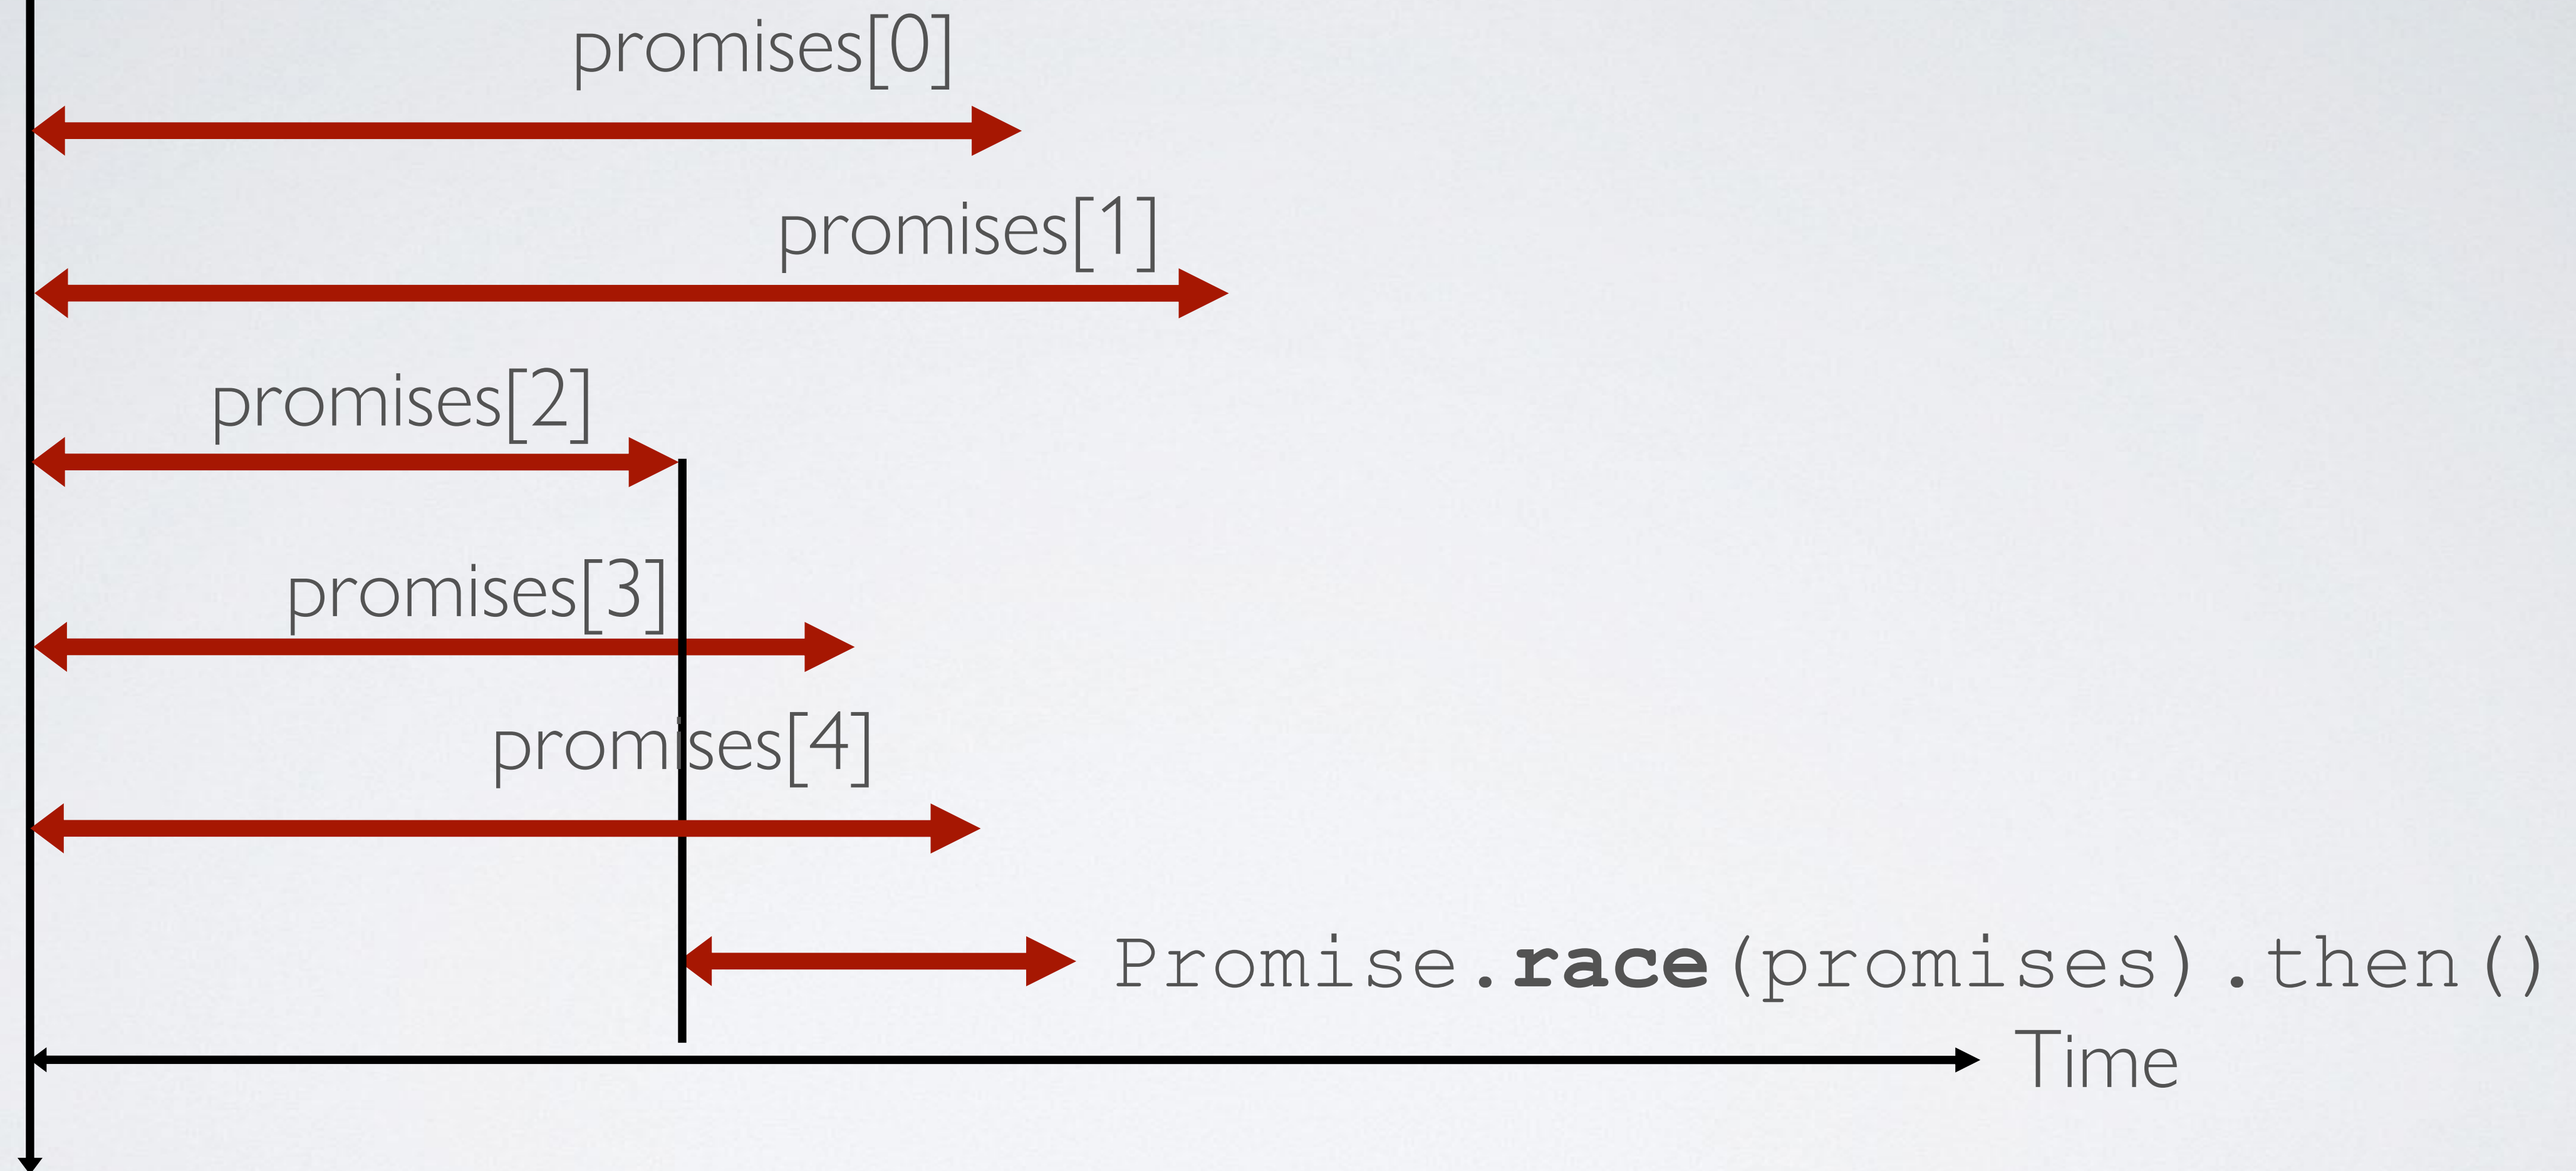 promises[0]
promises[1]
promises[2]
promises[3]
promises[4]
Promise.race(promises).then()
Time